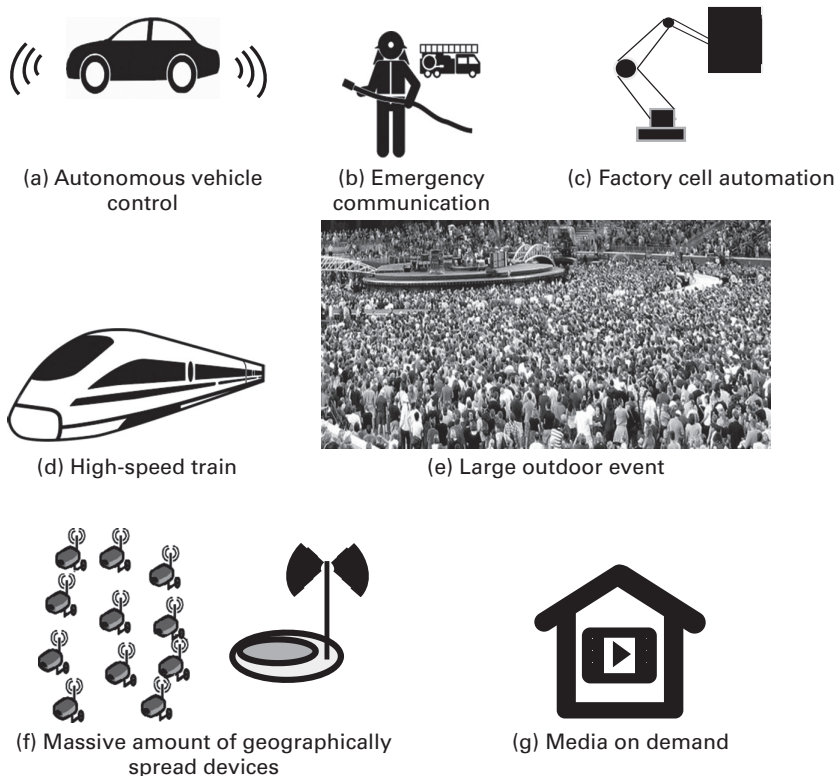 (a) Autonomous vehicle
control
(b) Emergency
communication
(c) Factory cell automation
(d) High-speed train
(e) Large outdoor event
(f) Massive amount of geographically
spread devices
(g) Media on demand